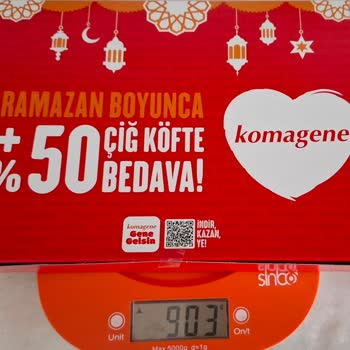 RAMAZAN BOYUNCA
+
%50 ÇİĞ KÖFTE
BEDAVA!
komagene
komagene
Gene
Gelsin
İNDİR,
KAZAN,
YE!
sinbo
903
Unit
On/t
Max 5000g d=1g